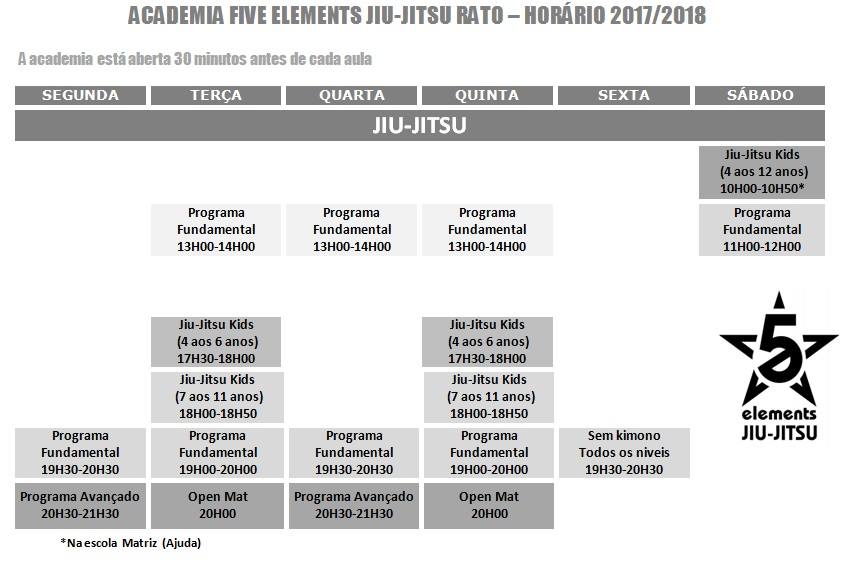 ACADEMIA FIVE ELEMENTS JIU-JITSU RATO – HORÁRIO 2017/2018
A academia está aberta 30 minutos antes de cada aula
SEGUNDA TERÇA QUARTA QUINTA SEXTA SÁBADO
JIU-JITSU
Jiu-Jitsu Kids
(4 aos 12 anos)
10H00-10H50*
Programa Programa Programa Programa
Fundamental Fundamental Fundamental Fundamental
13H00-14H00 13H00-14H00 13H00-14H00 11H00-12H00
Jiu-Jitsu Kids Jiu-Jitsu Kids
(4 aos 6 anos) (4 aos 6 anos)
17H30-18H00 17H30-18H00
Jiu-Jitsu Kids Jiu-Jitsu Kids
(7 aos 11 anos) (7 aos 11 anos)
18H00-18H50 18H00-18H50
5
elements
JIU-JITSU
Programa Programa Programa Programa Sem kimono
Fundamental Fundamental Fundamental Fundamental Todos os niveis
19H30-20H30 19H00-20H00 19H30-20H30 19H00-20H00 19H30-20H30
Programa Avançado Open Mat Programa Avançado Open Mat
20H30-21H30 20H00 20H30-21H30 20H00
*Na escola Matriz (Ajuda)